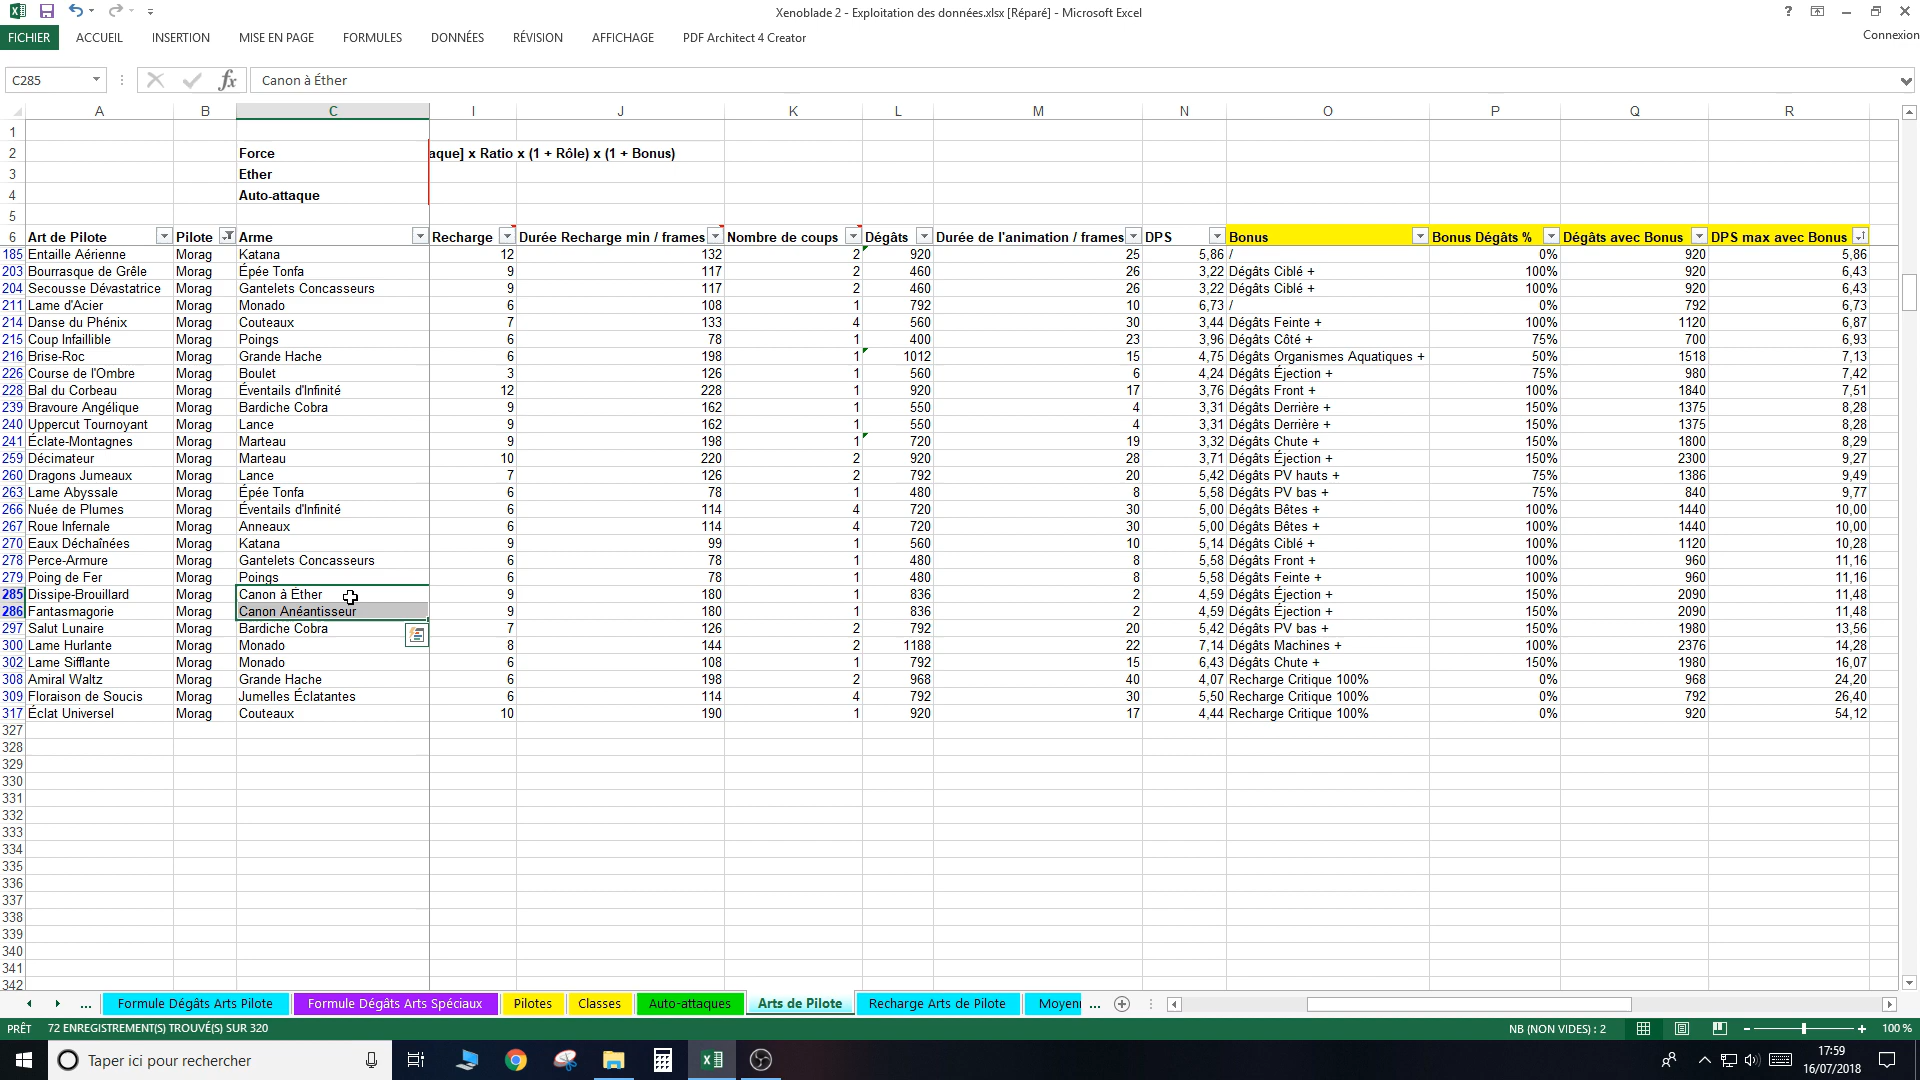 Xenoblade 2 - Exploitation des données.xlsx [Réparé] - Microsoft Excel
FICHIER ACCUEIL INSERTION MISE EN PAGE FORMULES DONNÉES RÉVISION AFFICHAGE PDF Architect 4 Creator Connexion
C285 fx Canon à Éther
A B C I J K L M N O P Q R
1
2 Force aque] x Ratio x (1 + Rôle) x (1 + Bonus)
3 Ether
4 Auto-attaque
5
6 Art de Pilote Pilote Arme Recharge Durée Recharge min / frames Nombre de coups Dégâts Durée de l'animation / frames DPS Bonus Bonus Dégâts % Dégâts avec Bonus DPS max avec Bonus
185 Entaille Aérienne Morag Katana 12 132 2 920 25 5,86 / 0% 920 5,86
203 Bourrasque de Grêle Morag Épée Tonfa 9 117 2 460 26 3,22 Dégâts Ciblé + 100% 920 6,43
204 Secousse Dévastatrice Morag Gantelets Concasseurs 9 117 2 460 26 3,22 Dégâts Ciblé + 100% 920 6,43
211 Lame d'Acier Morag Monado 6 108 1 792 10 6,73 / 0% 792 6,73
214 Danse du Phénix Morag Couteaux 7 133 4 560 30 3,44 Dégâts Feinte + 100% 1120 6,87
215 Coup Infaillible Morag Poings 6 78 1 400 23 3,96 Dégâts Côté + 75% 700 6,93
216 Brise-Roc Morag Grande Hache 6 198 1 1012 15 4,75 Dégâts Organismes Aquatiques + 50% 1518 7,13
226 Course de l'Ombre Morag Boulet 3 126 1 560 6 4,24 Dégâts Éjection + 75% 980 7,42
228 Bal du Corbeau Morag Éventails d'Infinité 12 228 1 920 17 3,76 Dégâts Front + 100% 1840 7,51
239 Bravoure Angélique Morag Bardiche Cobra 9 162 1 550 4 3,31 Dégâts Derrière + 150% 1375 8,28
240 Uppercut Tournoyant Morag Lance 9 162 1 550 4 3,31 Dégâts Derrière + 150% 1375 8,28
241 Éclate-Montagnes Morag Marteau 9 198 1 720 19 3,32 Dégâts Chute + 150% 1800 8,29
259 Décimateur Morag Marteau 10 220 2 920 28 3,71 Dégâts Éjection + 150% 2300 9,27
260 Dragons Jumeaux Morag Lance 7 126 2 792 20 5,42 Dégâts PV hauts + 75% 1386 9,49
263 Lame Abyssale Morag Épée Tonfa 6 78 1 480 8 5,58 Dégâts PV bas + 75% 840 9,77
266 Nuée de Plumes Morag Éventails d'Infinité 6 114 4 720 30 5,00 Dégâts Bêtes + 100% 1440 10,00
267 Roue Infernale Morag Anneaux 6 114 4 720 30 5,00 Dégâts Bêtes + 100% 1440 10,00
270 Eaux Déchaînées Morag Katana 9 99 1 560 10 5,14 Dégâts Ciblé + 100% 1120 10,28
278 Perce-Armure Morag Gantelets Concasseurs 6 78 1 480 8 5,58 Dégâts Front + 100% 960 11,16
279 Poing de Fer Morag Poings 6 78 1 480 8 5,58 Dégâts Feinte + 100% 960 11,16
285 Dissipe-Brouillard Morag Canon à Éther 9 180 1 836 2 4,59 Dégâts Éjection + 150% 2090 11,48
286 Fantasmagorie Morag Canon Anéantisseur 9 180 1 836 2 4,59 Dégâts Éjection + 150% 2090 11,48
297 Salut Lunaire Morag Bardiche Cobra 7 126 2 792 20 5,42 Dégâts PV bas + 150% 1980 13,56
300 Lame Hurlante Morag Monado 8 144 2 1188 22 7,14 Dégâts Machines + 100% 2376 14,28
302 Lame Sifflante Morag Monado 6 108 1 792 15 6,43 Dégâts Chute + 150% 1980 16,07
308 Amiral Waltz Morag Grande Hache 6 198 2 968 40 4,07 Recharge Critique 100% 0% 968 24,20
309 Floraison de Soucis Morag Jumelles Éclatantes 6 114 4 792 30 5,50 Recharge Critique 100% 0% 792 26,40
317 Éclat Universel Morag Couteaux 10 190 1 920 17 4,44 Recharge Critique 100% 0% 920 54,12
327
328
329
330
331
332
333
334
335
336
337
338
339
340
341
342
... Formule Dégâts Arts Pilote Formule Dégâts Arts Spéciaux Pilotes Classes Auto-attaques Arts de Pilote Recharge Arts de Pilote Moyen ...
PRÊT 72 ENREGISTREMENT(S) TROUVÉ(S) SUR 320 NB (NON VIDES) : 2 100 %
Taper ici pour rechercher 17:59
16/07/2018